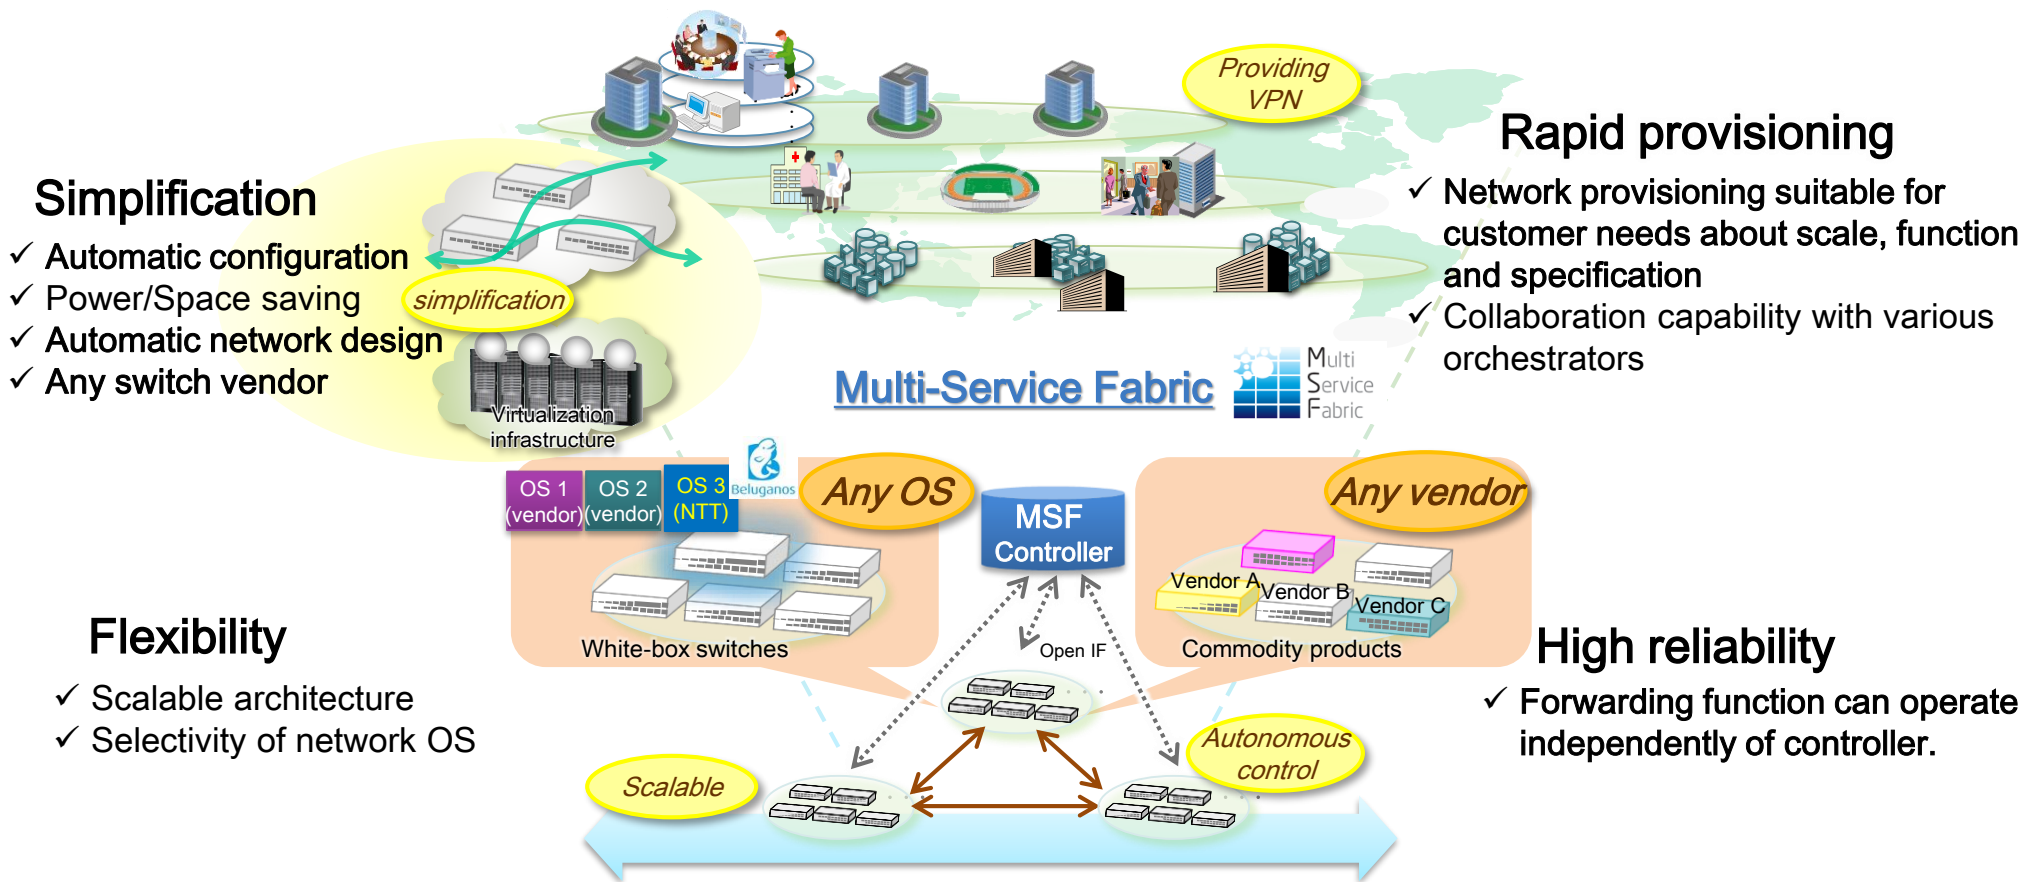 Providing
VPN
Rapid provisioning
✓ Network provisioning suitable for
customer needs about scale, function
and specification
✓ Collaboration capability with various
orchestrators
Simplification
✓ Automatic configuration
✓ Power/Space saving
✓ Automatic network design
✓ Any switch vendor
simplification
Virtualization
infrastructure
Multi-Service Fabric
Multi
Service
Fabric
OS 1
(vendor)
OS 2
(vendor)
OS 3
(NTT)
Beluganos
Any OS
White-box switches
MSF
Controller
Open IF
Any vendor
Vendor A
Vendor B
Vendor C
Commodity products
Flexibility
✓ Scalable architecture
✓ Selectivity of network OS
High reliability
✓ Forwarding function can operate
independently of controller.
Scalable
Autonomous
control